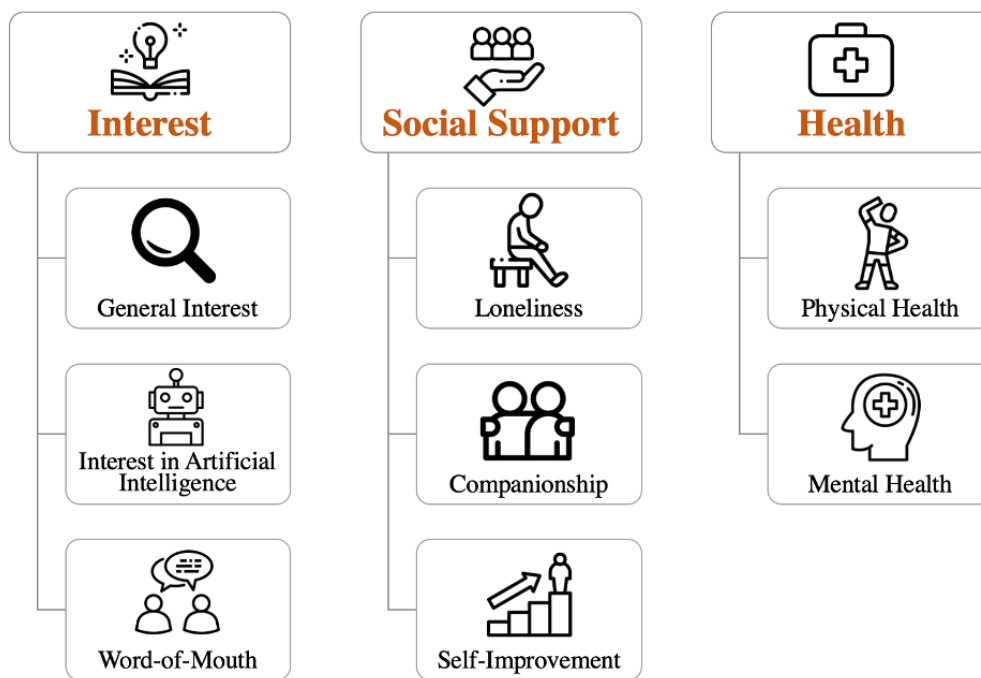 Interest
General Interest
Interest in Artificial
Intelligence
Word-of-Mouth
Social Support
Loneliness
Companionship
Self-Improvement
Health
Physical Health
Mental Health